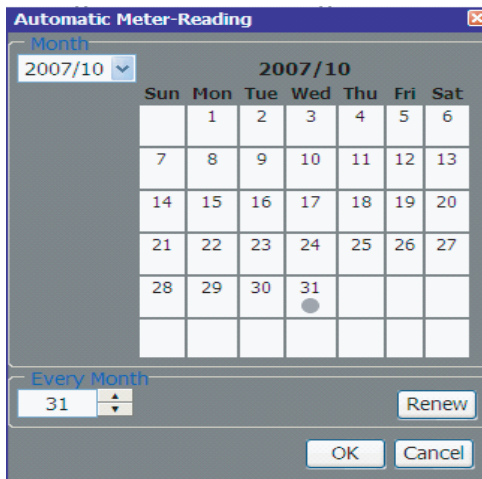 Automatic Meter-Reading
Month
2007/10 2007/10
Sun Mon Tue Wed Thu Fri Sat
1 2 3 4 5 6
7 8 9 10 11 12 13
14 15 16 17 18 19 20
21 22 23 24 25 26 27
28 29 30 31
Every Month
31 Renew
OK Cancel